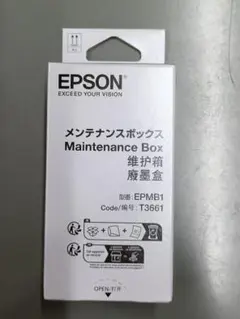 EPSON
EXCEED YOUR VISION
メンテナンスボックス
Maintenance Box
维护箱
廢墨盒
型番:EPMB1
Code/编号: T3661
OPEN/打开